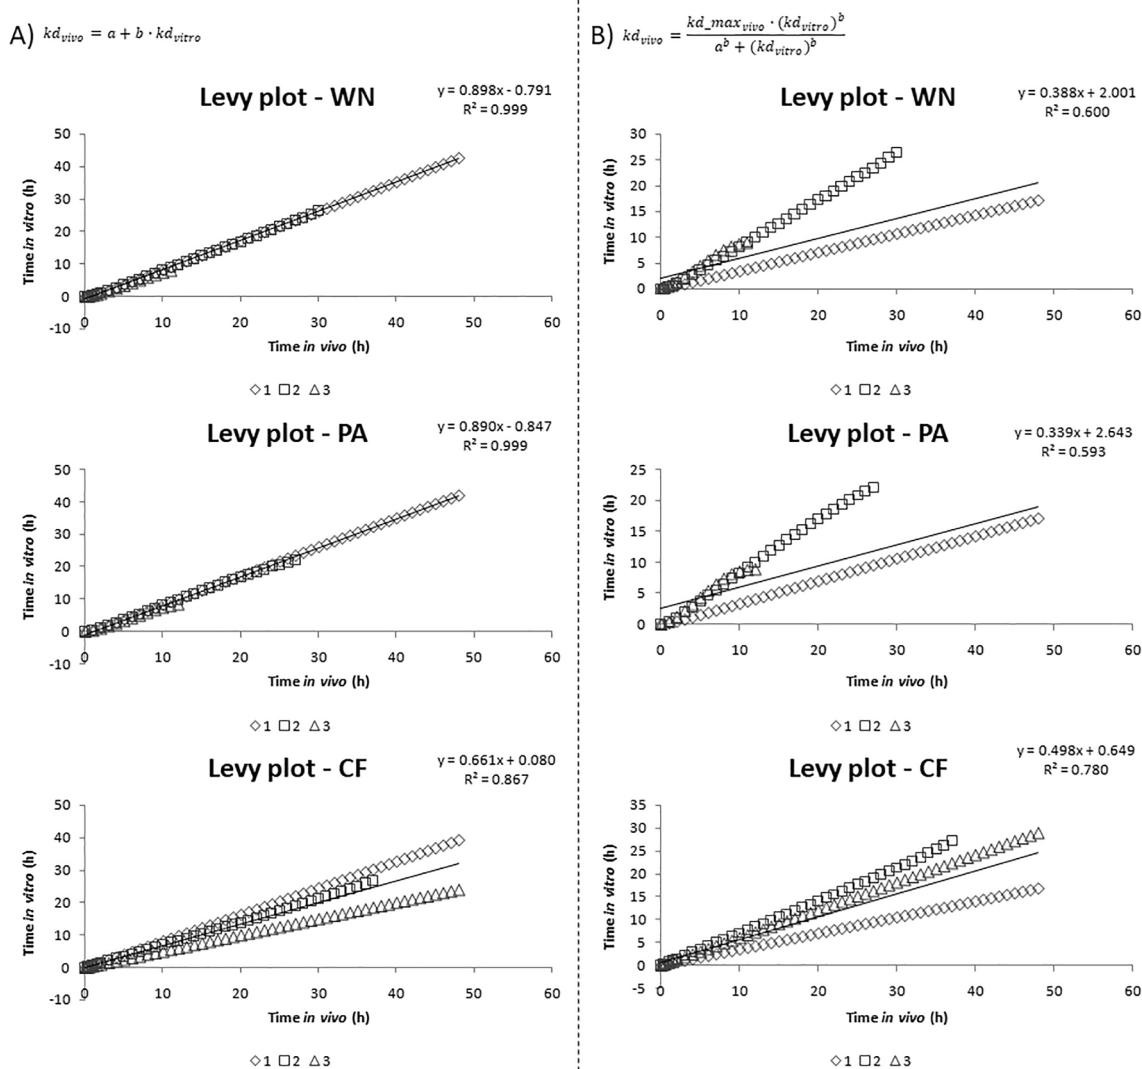 A) kd_vivo = a + b · kd_vitro
Levy plot - WN
y = 0.898x - 0.791
R² = 0.999
50
40
30
20
10
0
-10
0 10 20 30 40 50 60
Time in vitro (h)
Time in vivo (h)
◇1 □2 △3
Levy plot - PA
y = 0.890x - 0.847
R² = 0.999
50
40
30
20
10
0
-10
0 10 20 30 40 50 60
Time in vitro (h)
Time in vivo (h)
◇1 □2 △3
Levy plot - CF
y = 0.661x + 0.080
R² = 0.867
50
40
30
20
10
0
-10
0 10 20 30 40 50 60
Time in vitro (h)
Time in vivo (h)
◇1 □2 △3
B) kd_vivo = kd_max_vivo · (kd_vitro)^b / a^b + (kd_vitro)^b
Levy plot - WN
y = 0.388x + 2.001
R² = 0.600
30
25
20
15
10
5
0
0 10 20 30 40 50 60
Time in vitro (h)
Time in vivo (h)
◇1 □2 △3
Levy plot - PA
y = 0.339x + 2.643
R² = 0.593
25
20
15
10
5
0
0 10 20 30 40 50 60
Time in vitro (h)
Time in vivo (h)
◇1 □2 △3
Levy plot - CF
y = 0.498x + 0.649
R² = 0.780
35
30
25
20
15
10
5
0
-5
0 10 20 30 40 50 60
Time in vitro (h)
Time in vivo (h)
◇1 □2 △3